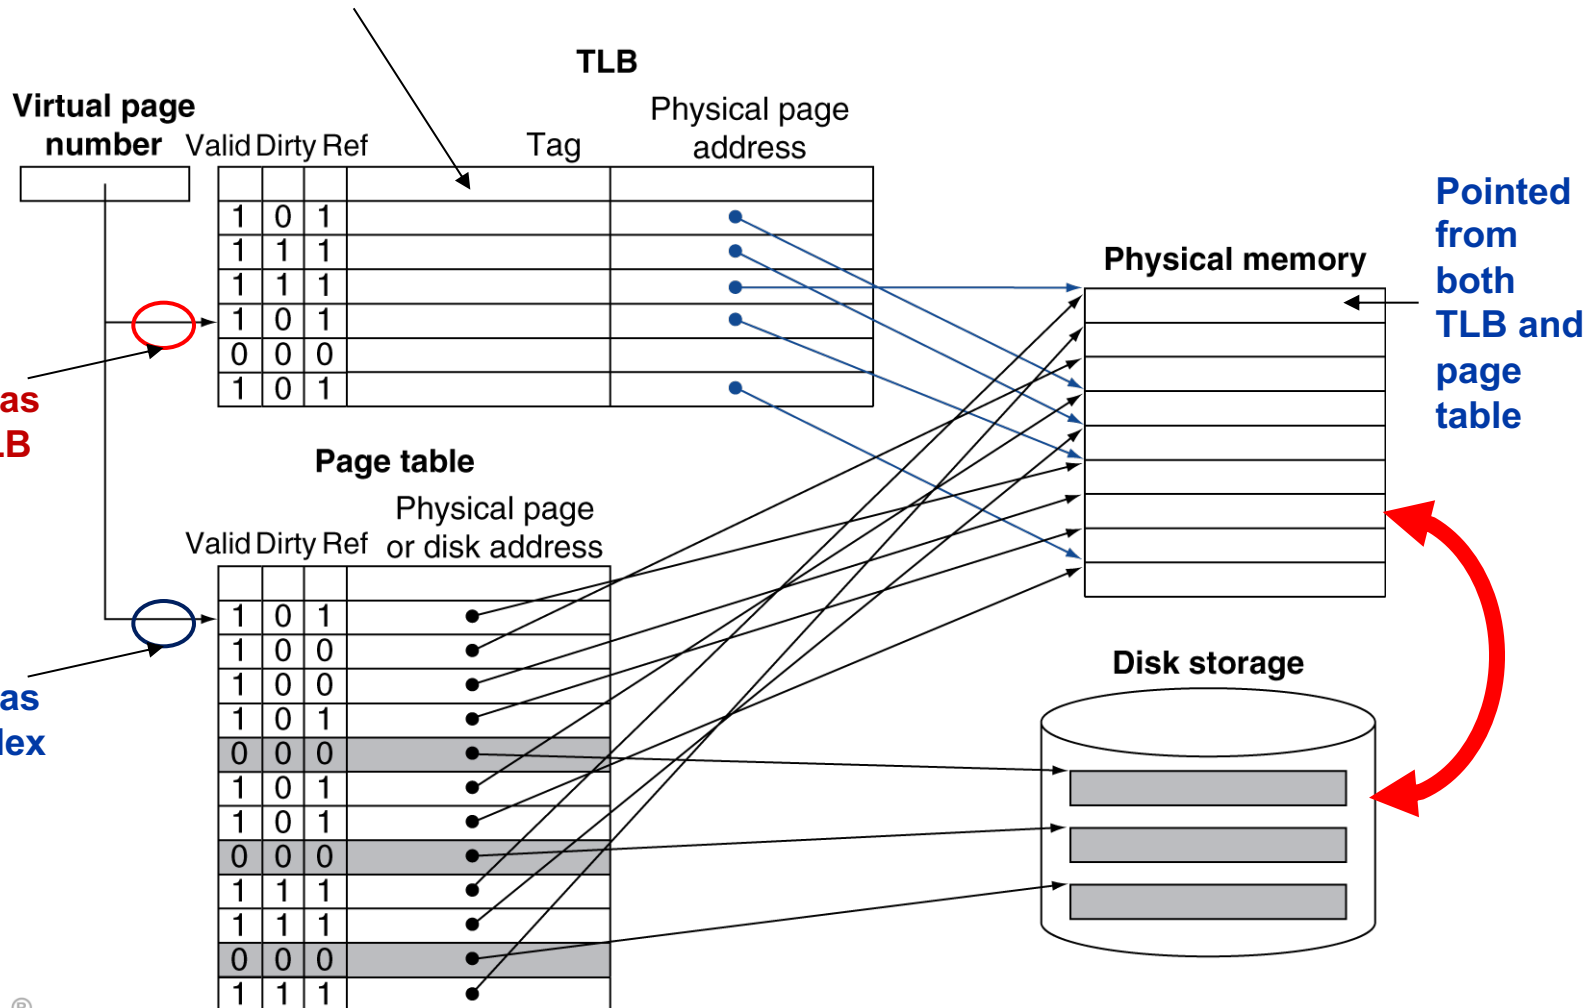 TLB
Virtual page
number
Valid Dirty Ref
Tag
Physical page
address
1 0 1
1 1 1
1 1 1
1 0 1
0 0 0
1 0 1
as
LB
Page table
Valid Dirty Ref
Physical page
or disk address
1 0 1
1 0 0
1 0 0
1 0 1
0 0 0
1 0 1
1 0 1
0 0 0
1 1 1
1 1 1
0 0 0
1 1 1
as
lex
Physical memory
Pointed
from
both
TLB and
page
table
Disk storage
®